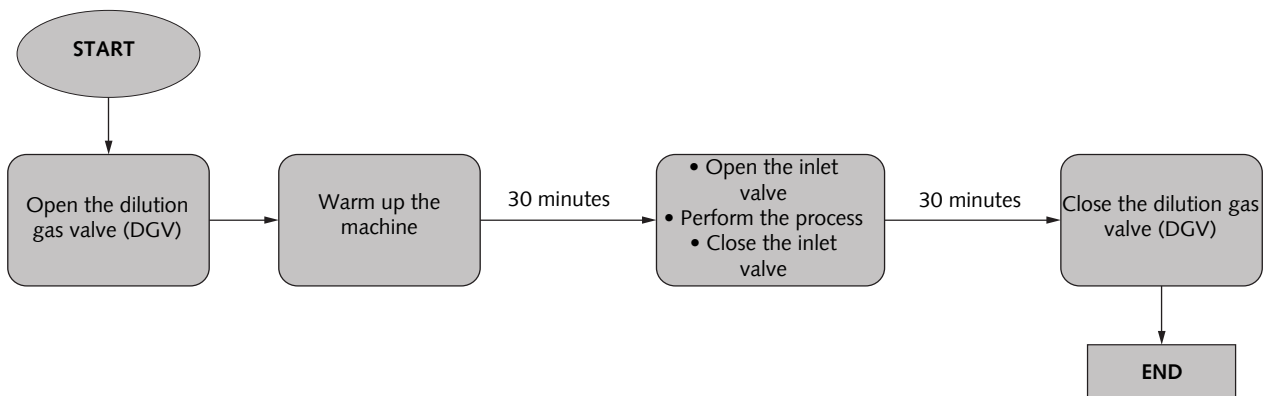 START
Open the dilution
gas valve (DGV)
Warm up the
machine
30 minutes
• Open the inlet
valve
• Perform the process
• Close the inlet
valve
30 minutes
Close the dilution gas
valve (DGV)
END